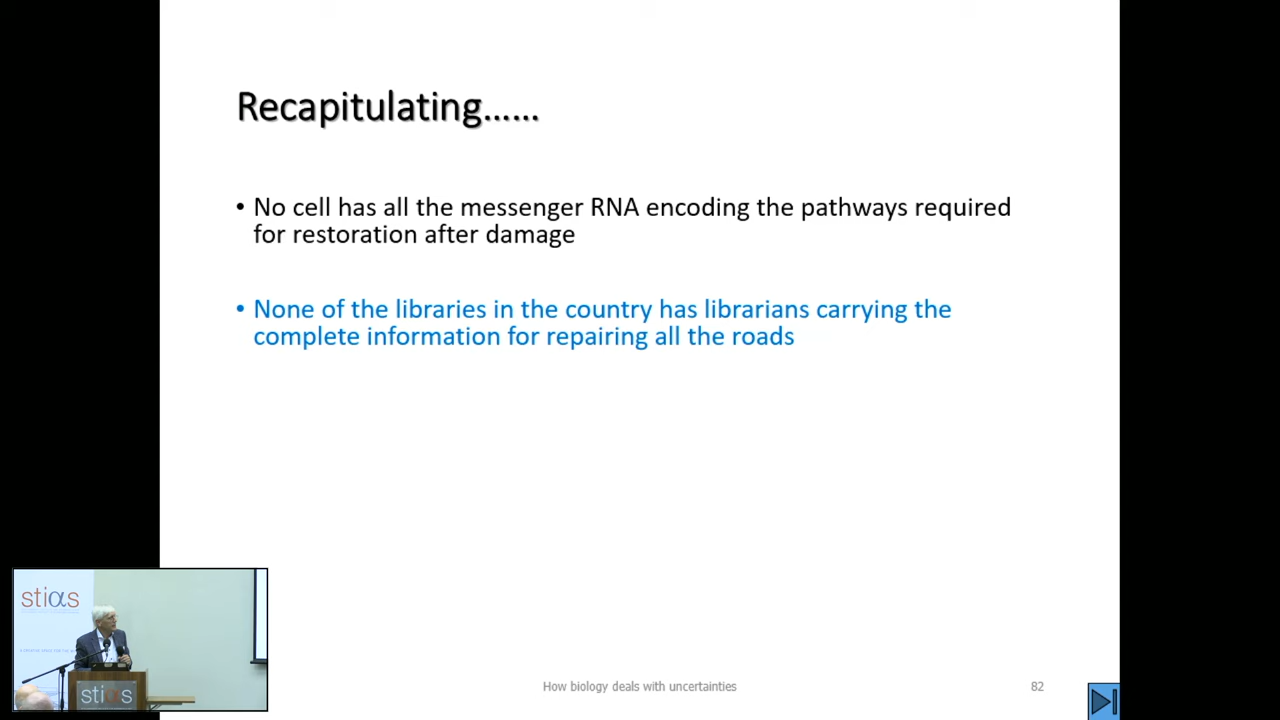 Recapitulating......
• No cell has all the messenger RNA encoding the pathways required
for restoration after damage
• None of the libraries in the country has librarians carrying the
complete information for repairing all the roads
stiαs
stiαs
How biology deals with uncertainties
82